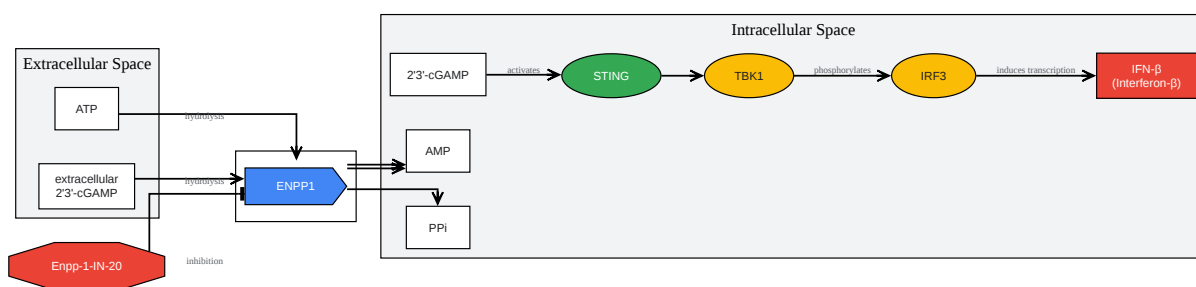 Intracellular Space
Extracellular Space
2'3'-cGAMP
activates
STING
TBK1
phosphorylates
IRF3
induces transcription
IFN-β
(Interferon-β)
ATP
hydrolysis
AMP
extracellular
2'3'-cGAMP
hydrolysis
ENPP1
PPi
Enpp-1-IN-20
inhibition